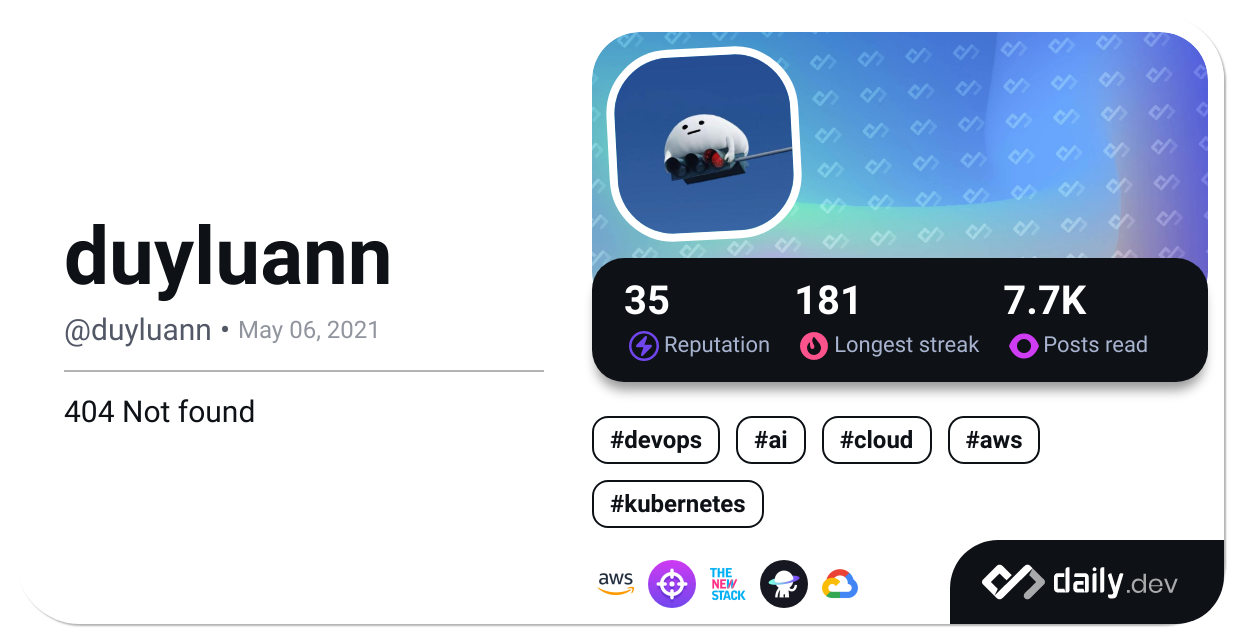 duyluann
@duyluann • May 06, 2021
404 Not found
35 181 7.7K
Reputation Longest streak Posts read
#devops #ai #cloud #aws
#kubernetes
aws
THE
NEW
STACK
daily.dev